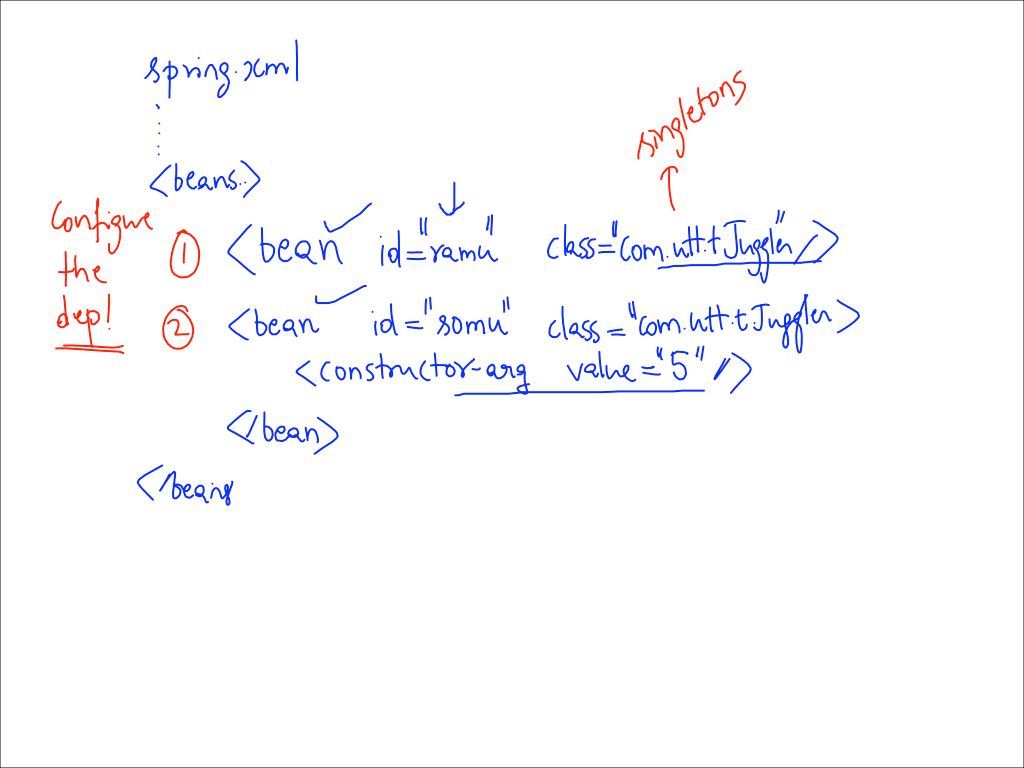 spring.xml
<beans..>
singletons
Configure
the
dep!
① <bean id="ramu" class="com.utt.t Juggler"/>
② <bean id="somu" class="com.utt.t Juggler>
<constructor-arg value="5" />
</bean>
</beans